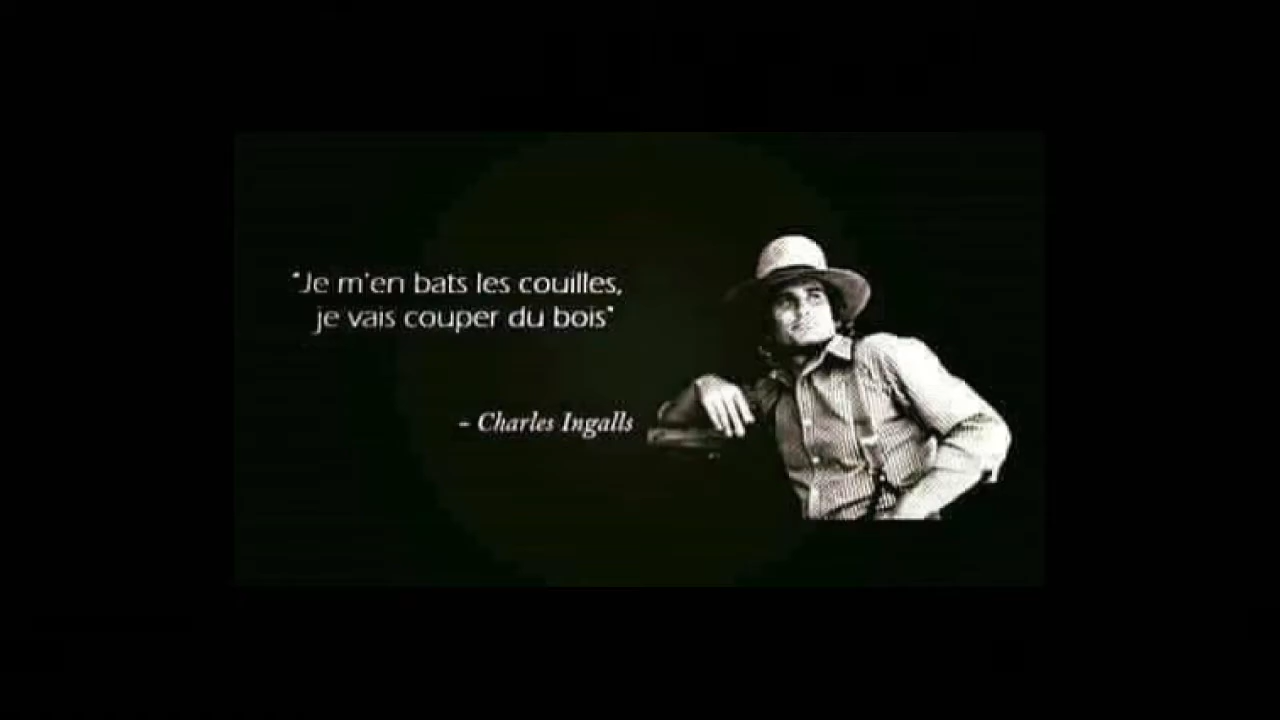 "Je m'en bats les couilles,
je vais couper du bois"
- Charles Ingalls